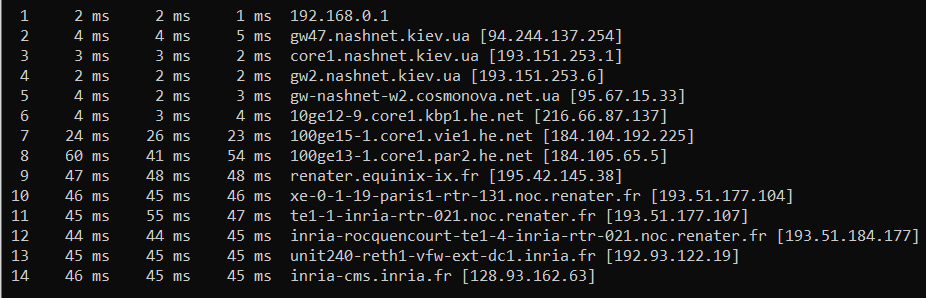 1 2 ms 2 ms 1 ms 192.168.0.1
2 4 ms 4 ms 5 ms gw47.nashnet.kiev.ua [94.244.137.254]
3 3 ms 3 ms 2 ms core1.nashnet.kiev.ua [193.151.253.1]
4 2 ms 2 ms 2 ms gw2.nashnet.kiev.ua [193.151.253.6]
5 4 ms 2 ms 3 ms gw-nashnet-w2.cosmonova.net.ua [95.67.15.33]
6 4 ms 3 ms 4 ms 10ge12-9.core1.kbp1.he.net [216.66.87.137]
7 24 ms 26 ms 23 ms 100ge15-1.core1.vie1.he.net [184.104.192.225]
8 60 ms 41 ms 54 ms 100ge13-1.core1.par2.he.net [184.105.65.5]
9 47 ms 48 ms 48 ms renater.equinix-ix.fr [195.42.145.38]
10 46 ms 45 ms 46 ms xe-0-1-19-paris1-rtr-131.noc.renater.fr [193.51.177.104]
11 45 ms 55 ms 47 ms te1-1-inria-rtr-021.noc.renater.fr [193.51.177.107]
12 44 ms 44 ms 45 ms inria-rocquencourt-te1-4-inria-rtr-021.noc.renater.fr [193.51.184.177]
13 45 ms 45 ms 45 ms unit240-reth1-vfw-ext-dc1.inria.fr [192.93.122.19]
14 46 ms 45 ms 45 ms inria-cms.inria.fr [128.93.162.63]